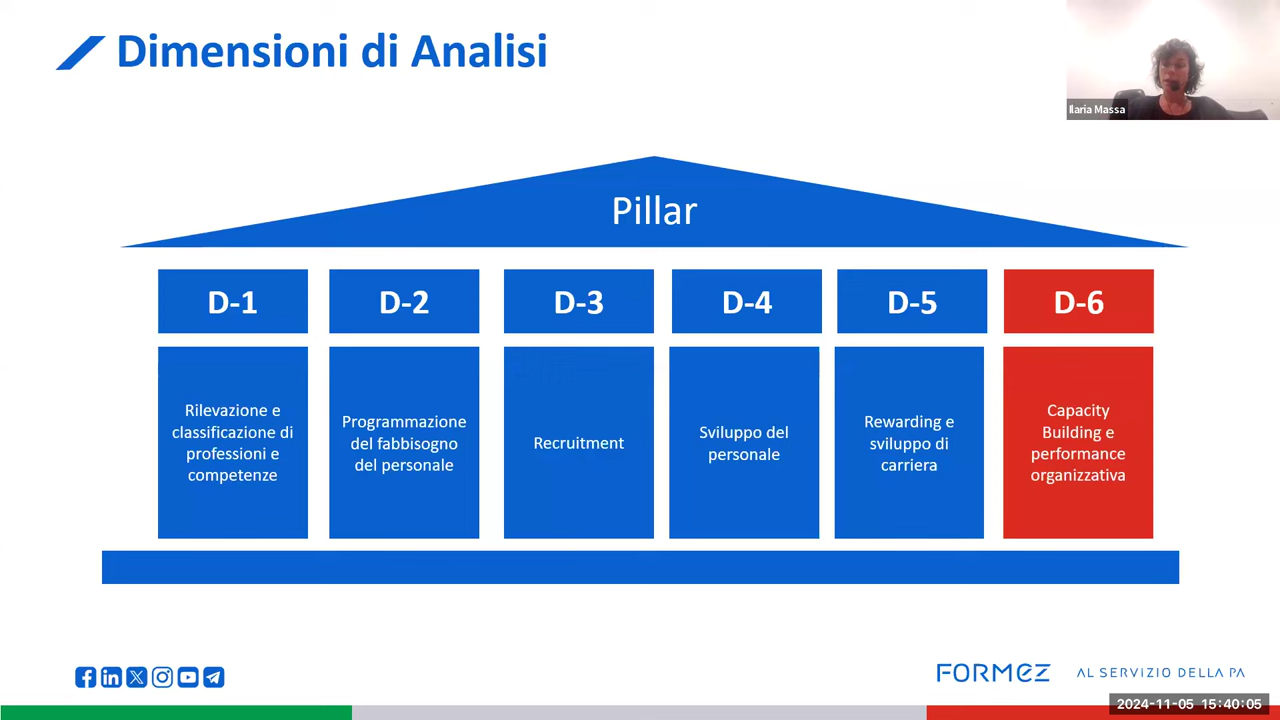 Dimensioni di Analisi
Ilaria Massa
Pillar
D-1
D-2
D-3
D-4
D-5
D-6
Rilevazione e
classificazione di
professioni e
competenze
Programmazione
del fabbisogno
del personale
Recruitment
Sviluppo del
personale
Rewarding e
sviluppo di
carriera
Capacity
Building e
performance
organizzativa
FORMEZ
AL SERVIZIO DELLA PA
2024-11-05 15:40:05